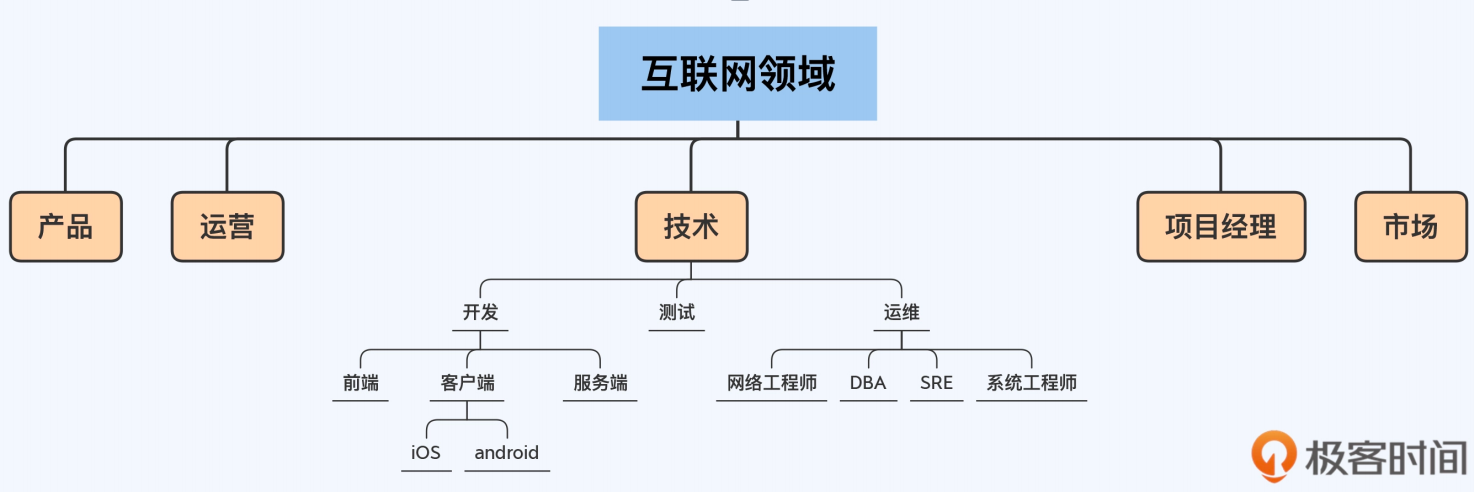 互联网领域
产品
运营
技术
项目经理
市场
开发
测试
运维
前端
客户端
服务端
网络工程师
DBA
SRE
系统工程师
iOS
android
极客时间